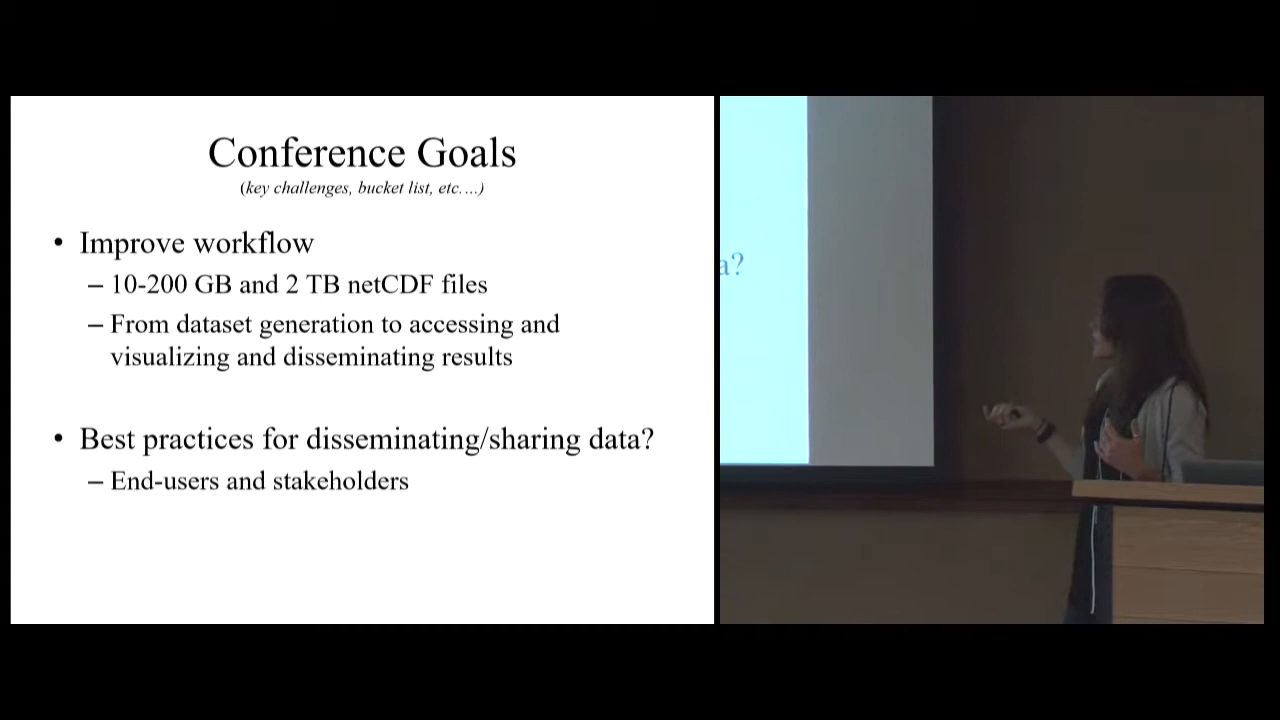 Conference Goals
(key challenges, bucket list, etc.…)
• Improve workflow
– 10-200 GB and 2 TB netCDF files
– From dataset generation to accessing and
visualizing and disseminating results
• Best practices for disseminating/sharing data?
– End-users and stakeholders
a?